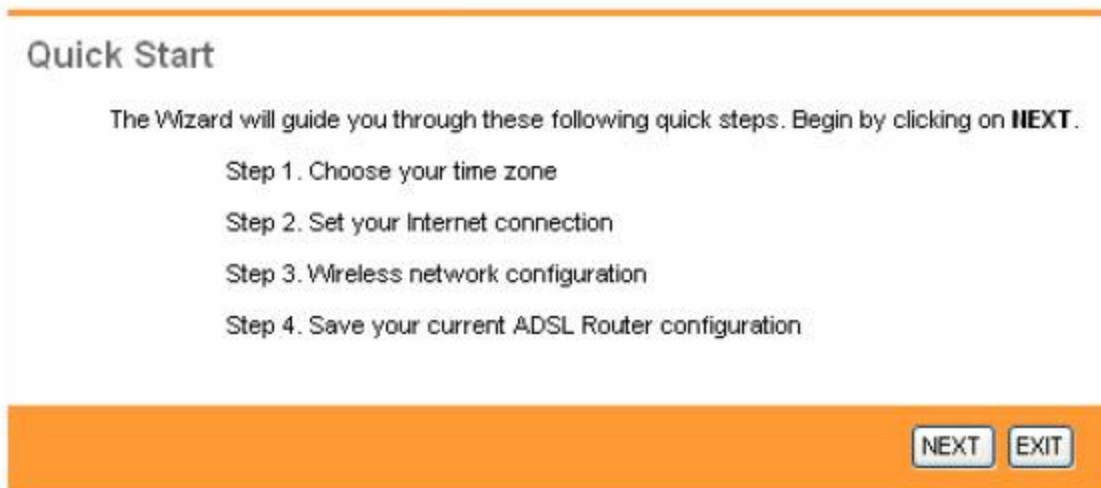 Quick Start
The Wizard will guide you through these following quick steps. Begin by clicking on NEXT.
Step 1. Choose your time zone
Step 2. Set your Internet connection
Step 3. Wireless network configuration
Step 4. Save your current ADSL Router configuration
NEXT EXIT